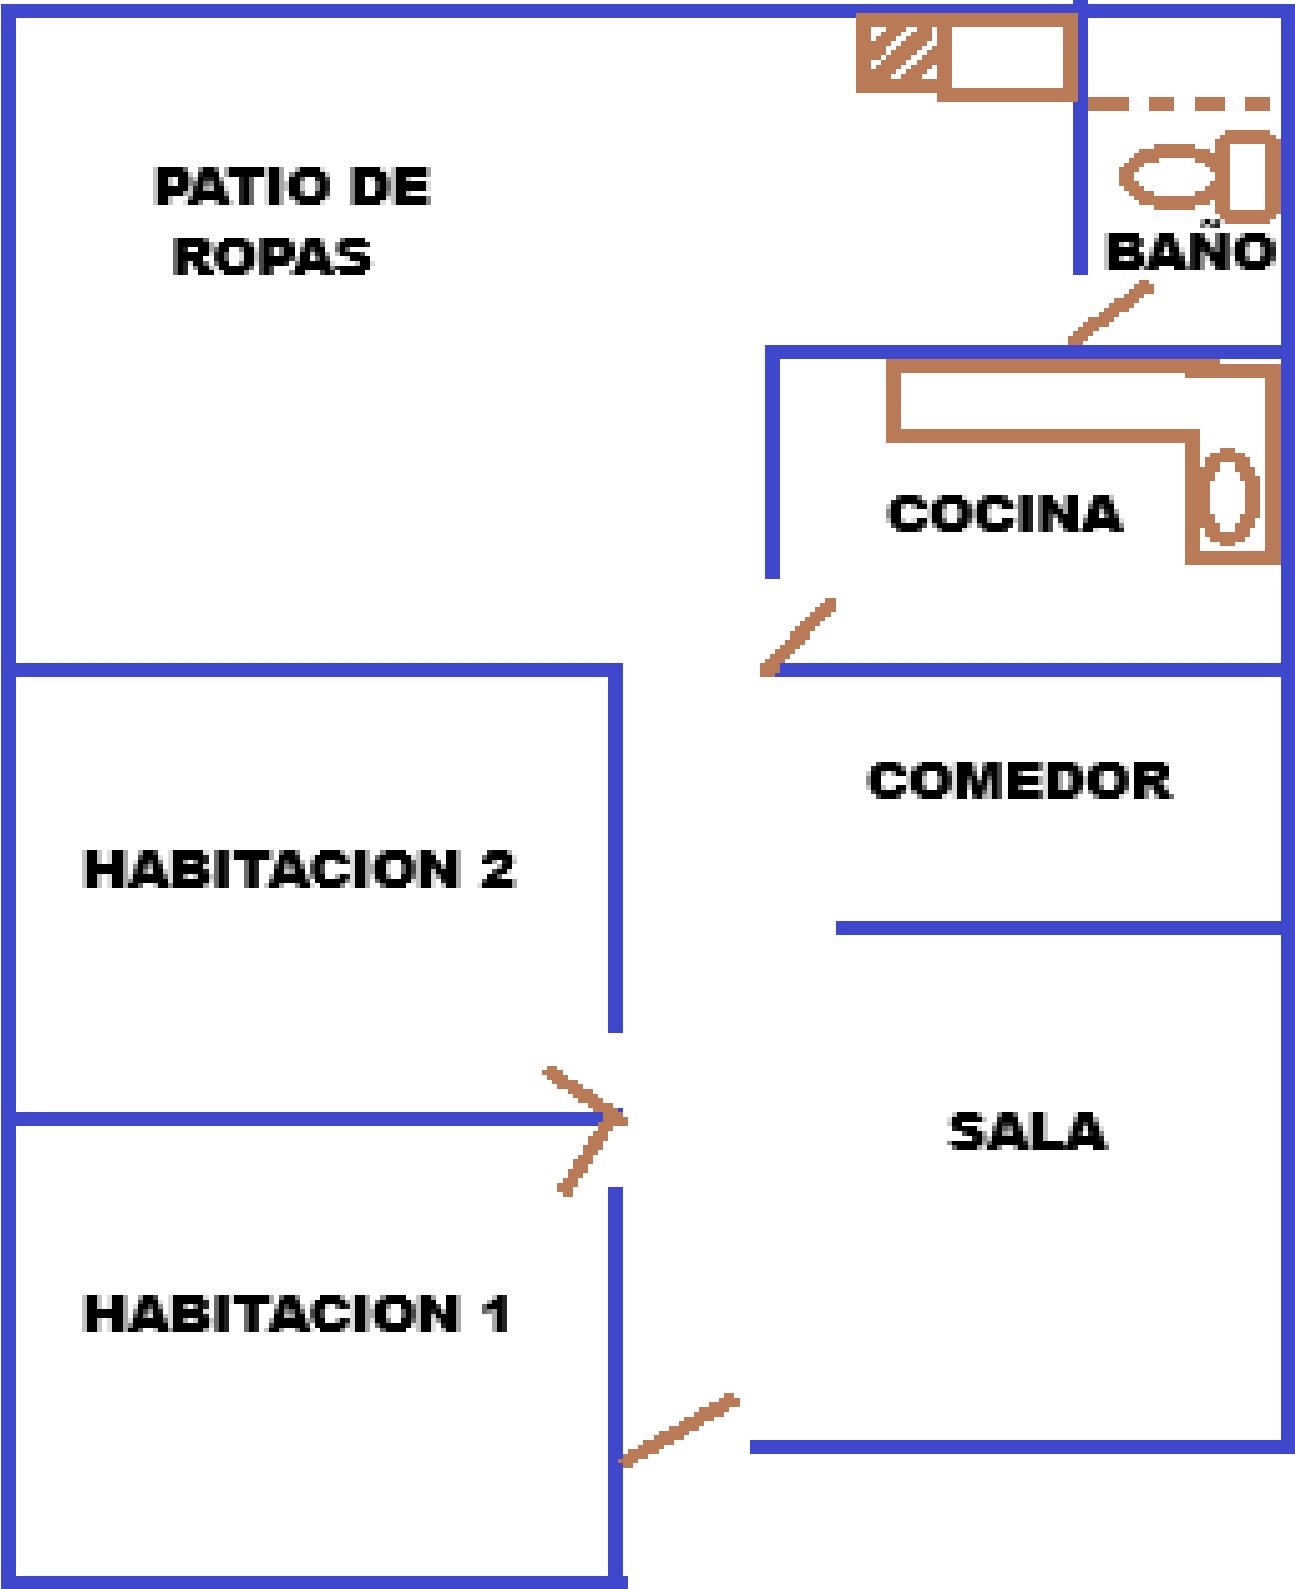 PATIO DE
ROPAS
BAÑO
COCINA
COMEDOR
HABITACION 2
SALA
HABITACION 1